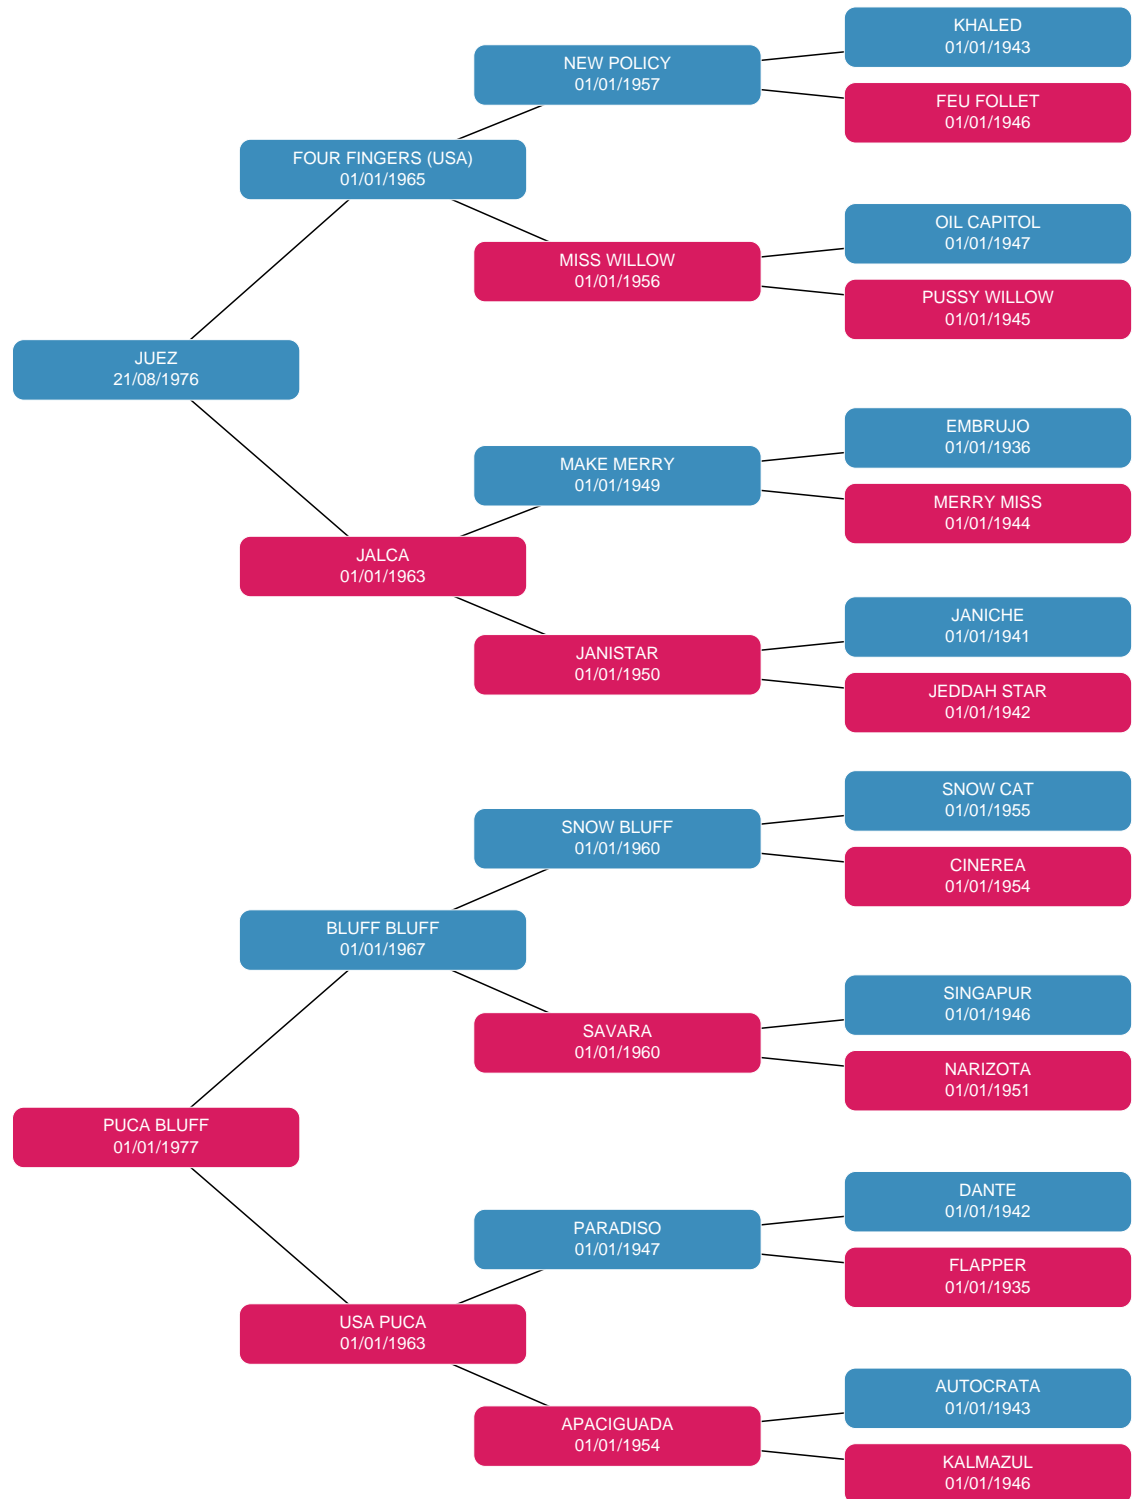 KHALED
01/01/1943
NEW POLICY
01/01/1957
FEU FOLLET
01/01/1946
FOUR FINGERS (USA)
01/01/1965
OIL CAPITOL
01/01/1947
MISS WILLOW
01/01/1956
PUSSY WILLOW
01/01/1945
JUEZ
21/08/1976
EMBRUJO
01/01/1936
MAKE MERRY
01/01/1949
MERRY MISS
01/01/1944
JALCA
01/01/1963
JANICHE
01/01/1941
JANISTAR
01/01/1950
JEDDAH STAR
01/01/1942
SNOW CAT
01/01/1955
SNOW BLUFF
01/01/1960
CINEREA
01/01/1954
BLUFF BLUFF
01/01/1967
SINGAPUR
01/01/1946
SAVARA
01/01/1960
NARIZOTA
01/01/1951
PUCA BLUFF
01/01/1977
DANTE
01/01/1942
PARADISO
01/01/1947
FLAPPER
01/01/1935
USA PUCA
01/01/1963
AUTOCRATA
01/01/1943
APACIGUADA
01/01/1954
KALMAZUL
01/01/1946